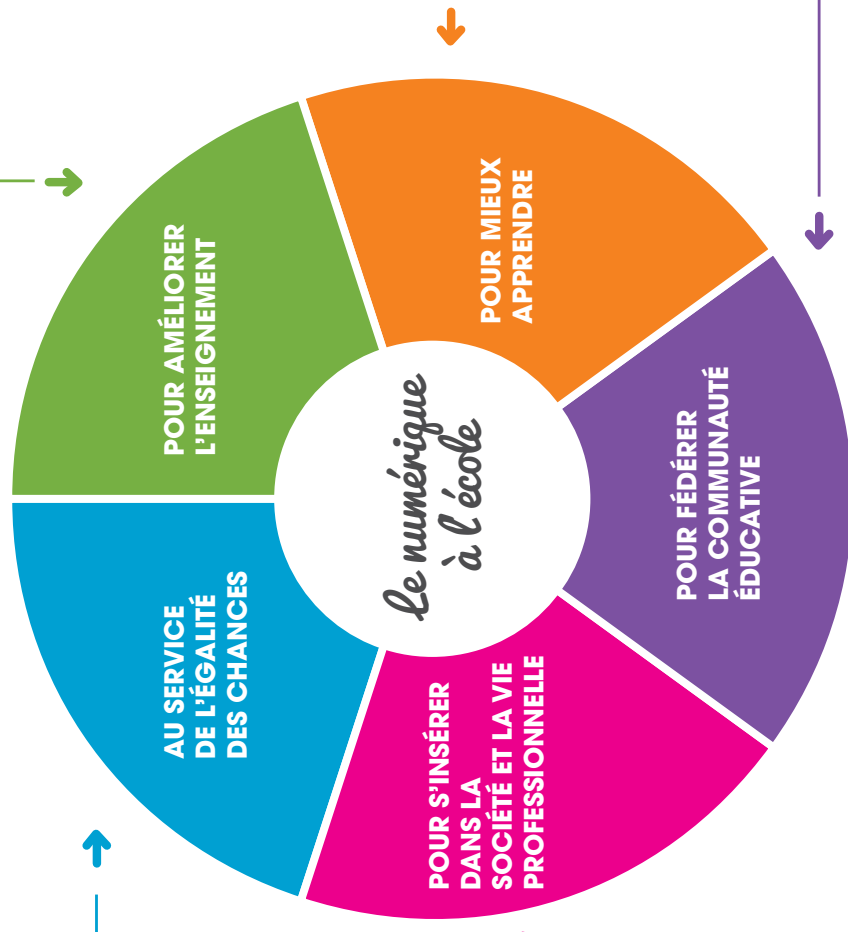 POUR AMÉLIORER
L'ENSEIGNEMENT
POUR MIEUX
APPRENDRE
POUR FÉDÉRER
LA COMMUNAUTÉ
ÉDUCATIVE
POUR S'INSÉRER
DANS LA
SOCIÉTÉ ET LA VIE
PROFESSIONNELLE
AU SERVICE
DE L'ÉGALITÉ
DES CHANCES
Le numérique
à l'école